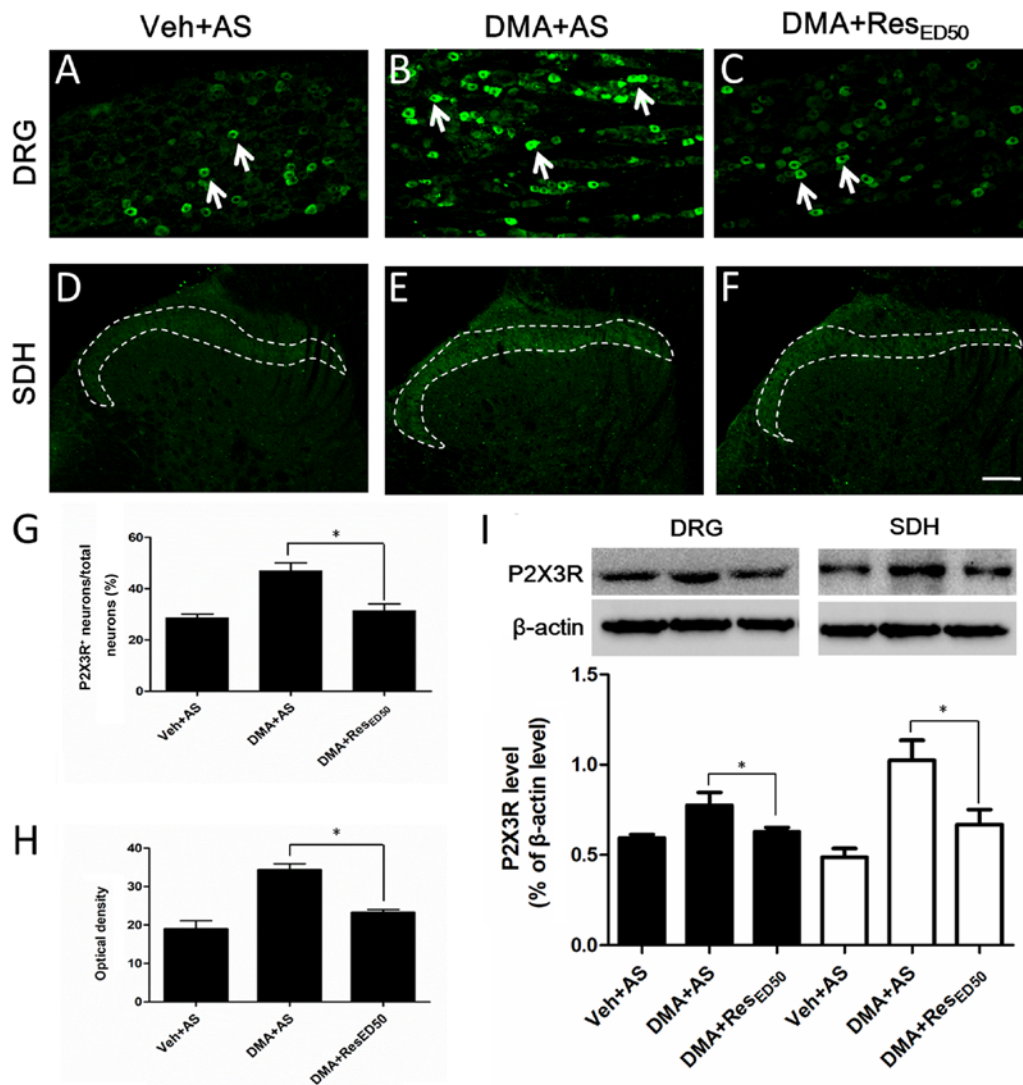 Veh+AS
DMA+AS
DMA+ResED50
A
B
C
DRG
D
E
F
SDH
G
P2X3R+ neurons/total
neurons (%)
60
40
20
0
*
Veh+AS
DMA+AS
DMA+ResED50
H
Optical density
40
30
20
10
0
*
Veh+AS
DMA+AS
DMA+ResED50
I
DRG
SDH
P2X3R
β-actin
P2X3R level
(% of β-actin level)
1.5
1.0
0.5
0.0
*
*
Veh+AS
DMA+AS
DMA+ResED50
Veh+AS
DMA+AS
DMA+ResED50